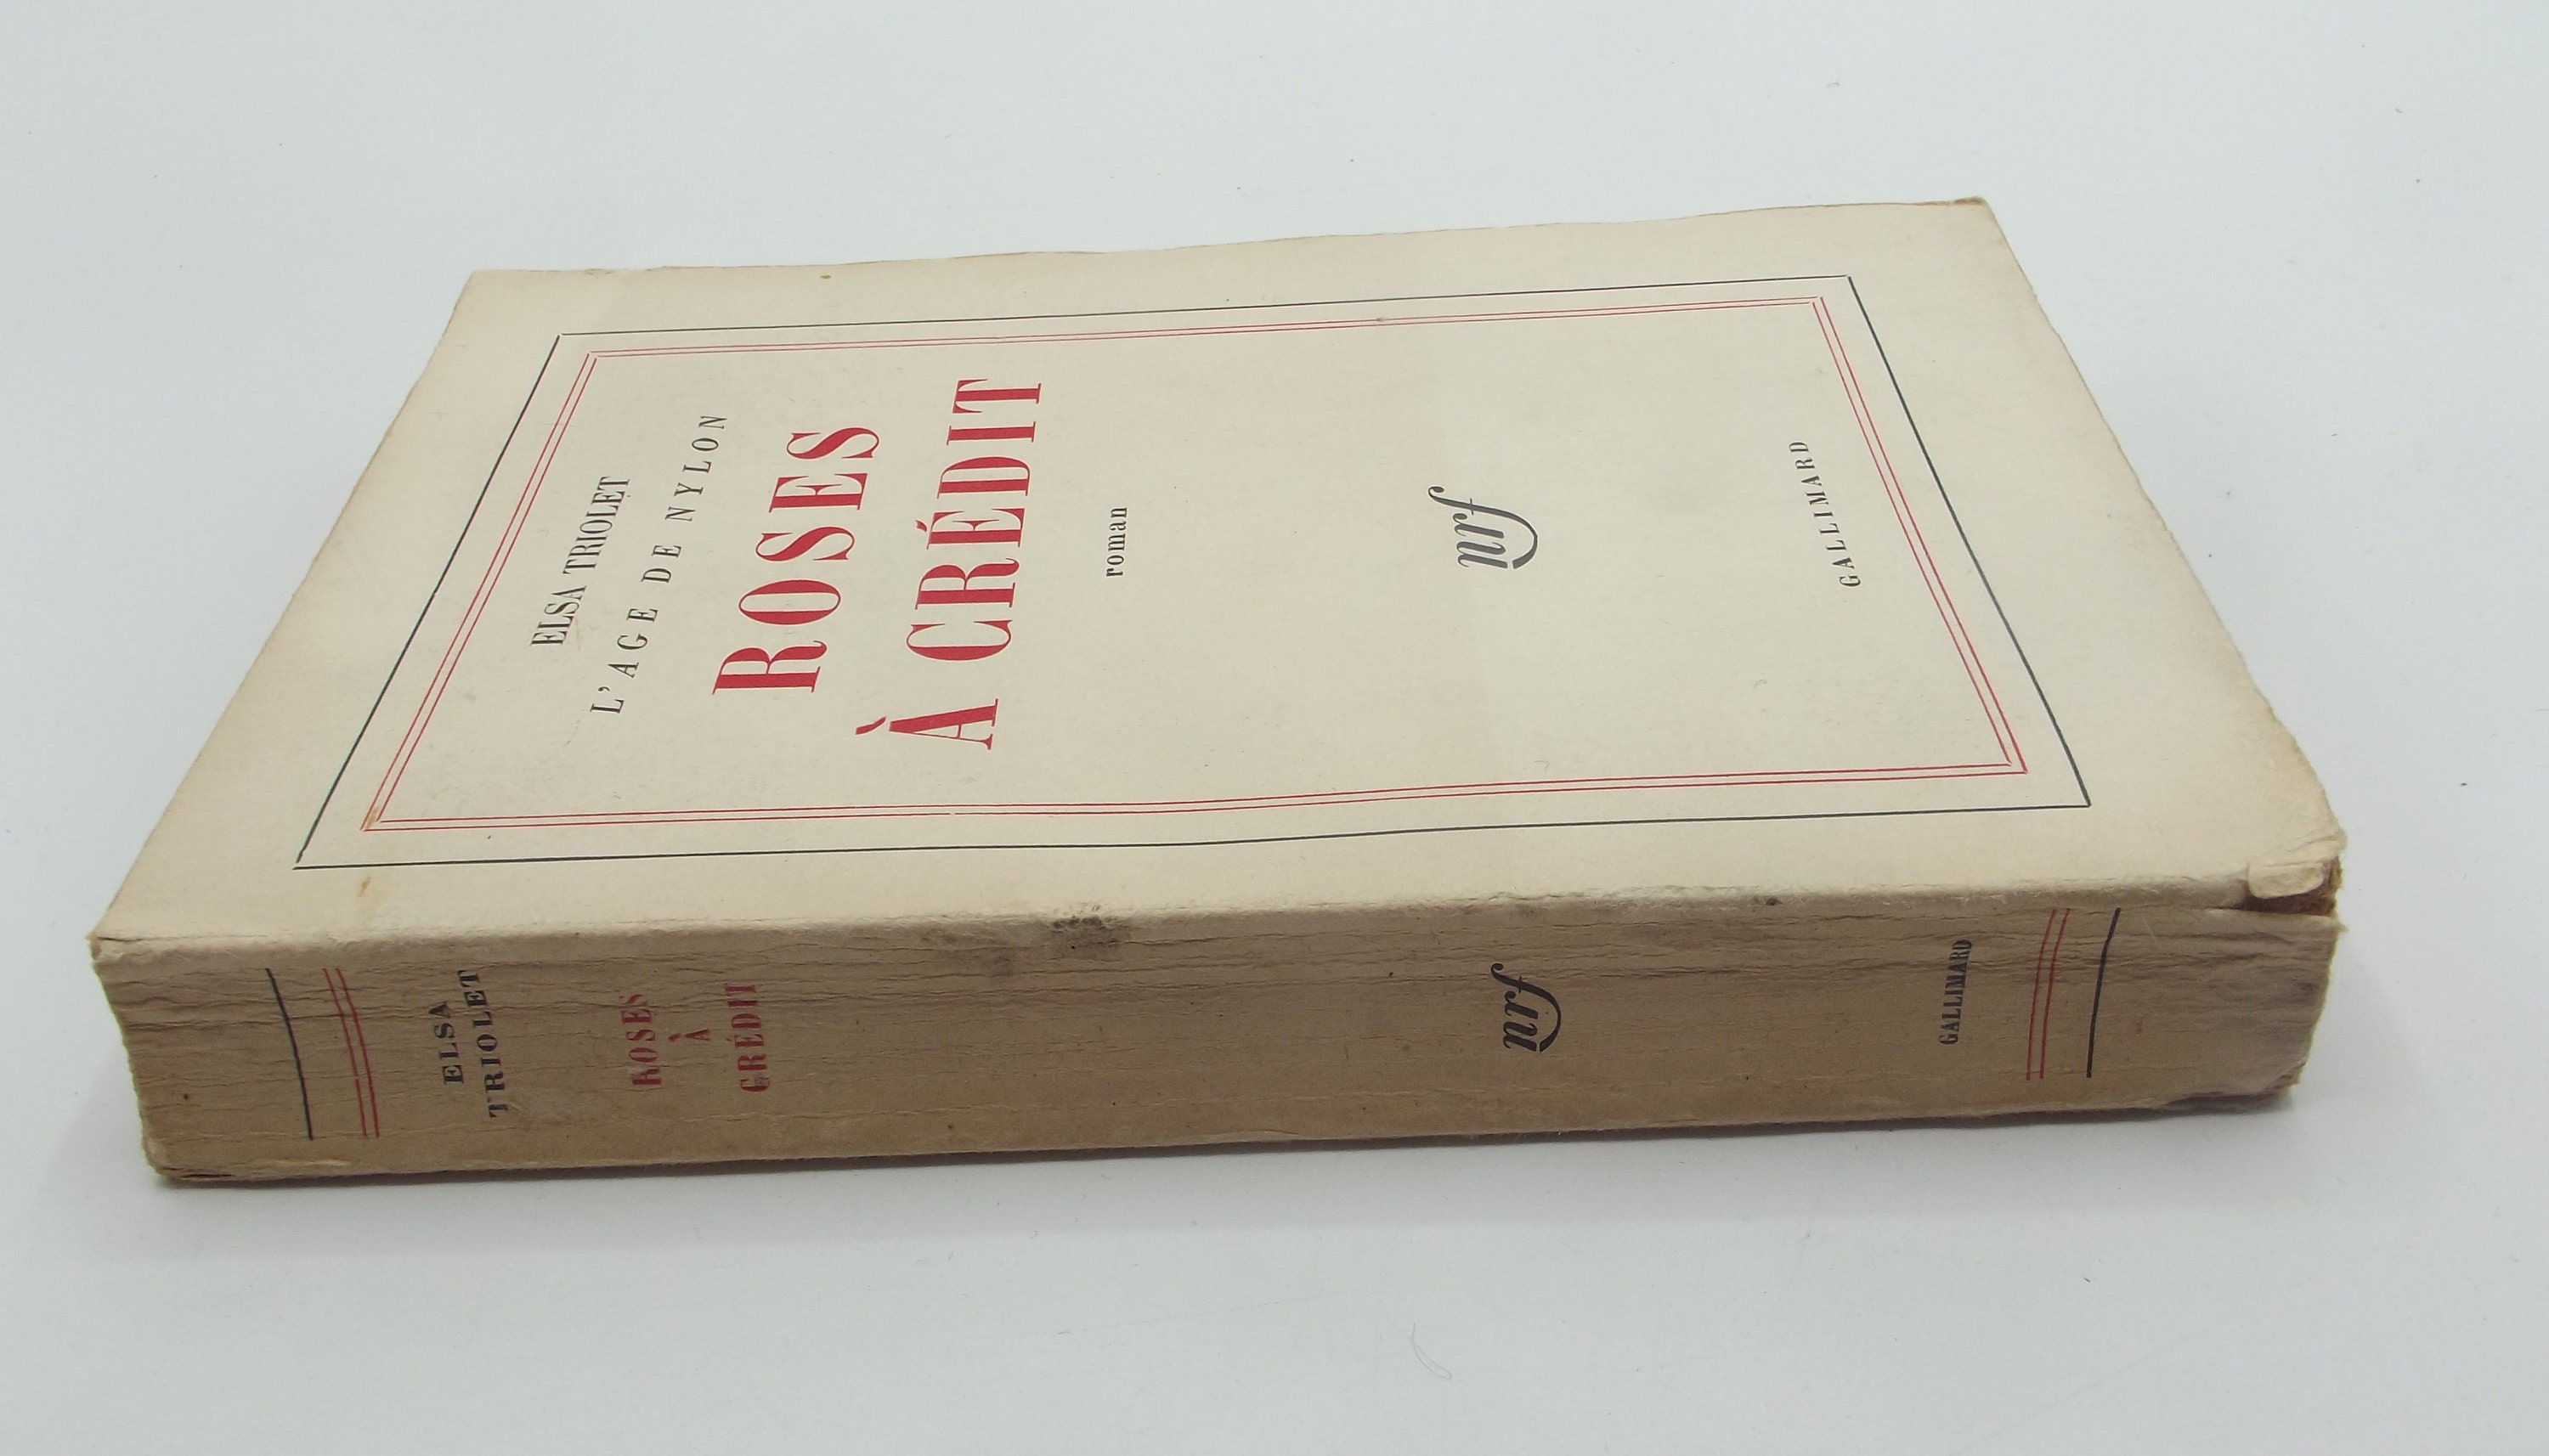 ELSA TRIOLET
L'AGE DE NYLON
ROSES
À CRÉDIT
roman
nrf
GALLIMARD
ELSA
TRIOLET
ROSES
À
CRÉDIT
nrf
GALLIMARD